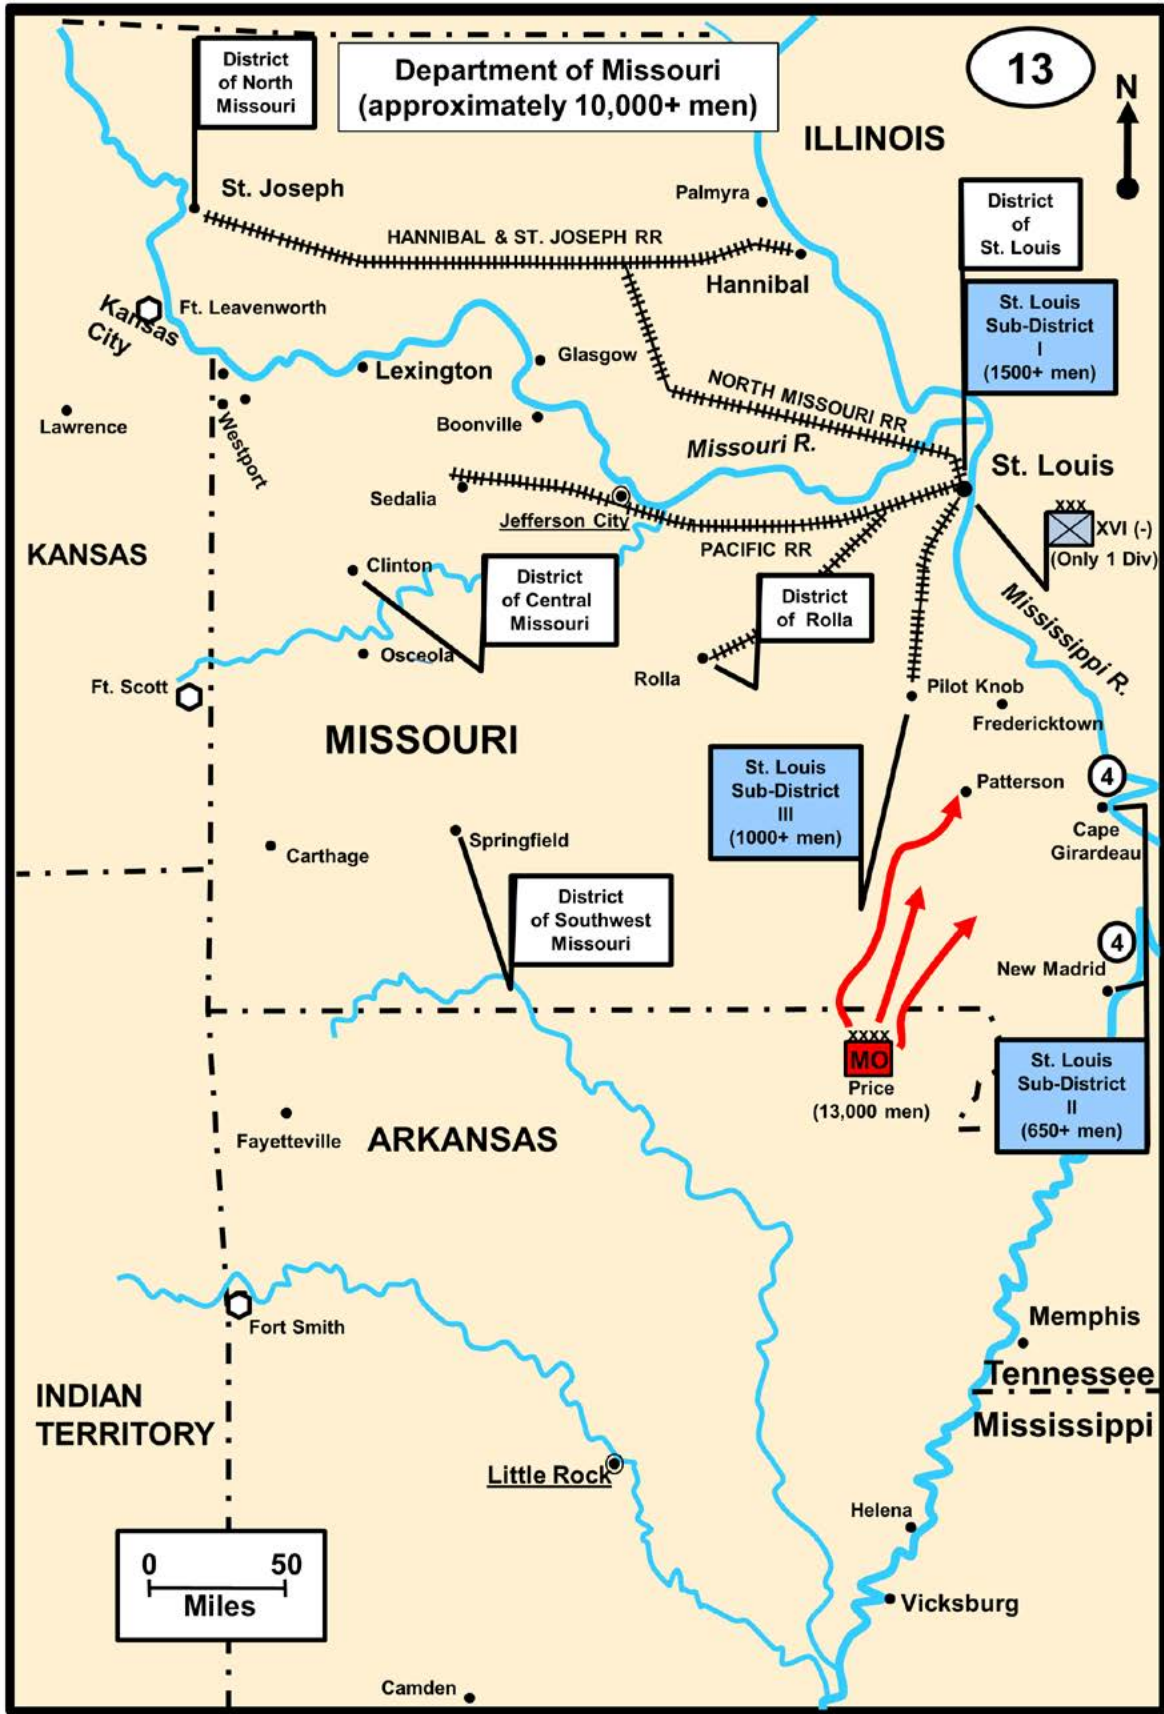 District
of North
Missouri
Department of Missouri
(approximately 10,000+ men)
13
N
ILLINOIS
St. Joseph
Palmyra
District
of
St. Louis
HANNIBAL & ST. JOSEPH RR
Hannibal
St. Louis
Sub-District
I
(1500+ men)
Kansas
City
Ft. Leavenworth
Glasgow
Lexington
NORTH MISSOURI RR
Lawrence
Westport
Boonville
Missouri R.
St. Louis
Sedalia
Jefferson City
XXX
XVI (-)
(Only 1 Div)
PACIFIC RR
KANSAS
Clinton
District
of Central
Missouri
District
of Rolla
Mississippi R.
Osceola
Rolla
Ft. Scott
Pilot Knob
Fredericktown
MISSOURI
St. Louis
Sub-District
III
(1000+ men)
Patterson
4
Cape
Girardeau
Springfield
Carthage
District
of Southwest
Missouri
4
New Madrid
XXXX
MO
Price
(13,000 men)
St. Louis
Sub-District
II
(650+ men)
Fayetteville
ARKANSAS
Fort Smith
Memphis
Tennessee
Mississippi
INDIAN
TERRITORY
Little Rock
Helena
0 50
Miles
Vicksburg
Camden